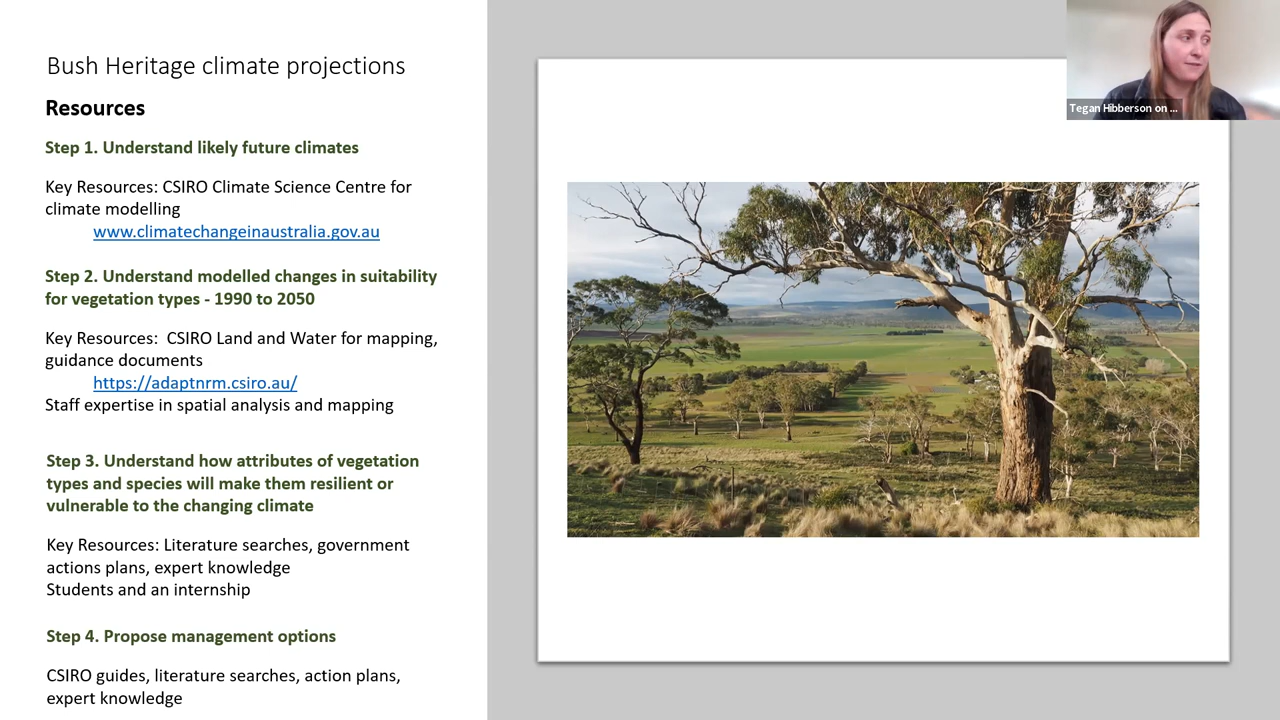 Bush Heritage climate projections
Resources
Step 1. Understand likely future climates
Key Resources: CSIRO Climate Science Centre for
climate modelling
www.climatechangeinaustralia.gov.au
Step 2. Understand modelled changes in suitability
for vegetation types - 1990 to 2050
Key Resources:  CSIRO Land and Water for mapping,
guidance documents
https://adaptnrm.csiro.au/
Staff expertise in spatial analysis and mapping
Step 3. Understand how attributes of vegetation
types and species will make them resilient or
vulnerable to the changing climate
Key Resources: Literature searches, government
actions plans, expert knowledge
Students and an internship
Step 4. Propose management options
CSIRO guides, literature searches, action plans,
expert knowledge
Tegan Hibberson on ...